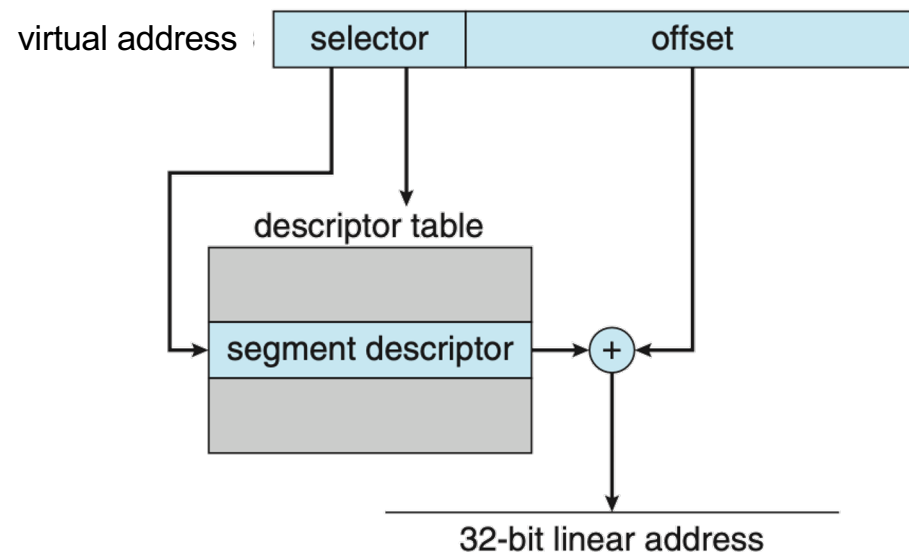 virtual address selector offset
descriptor table
segment descriptor +
32-bit linear address